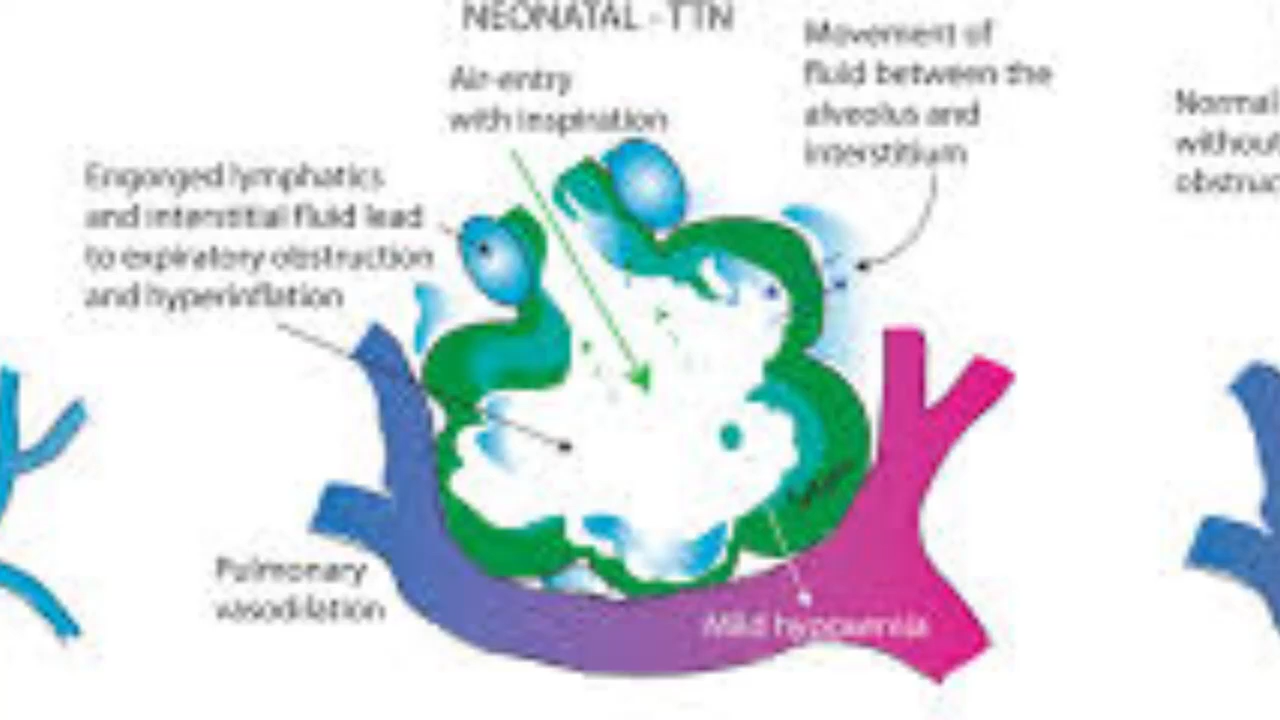 NEONATAL - TTN
Air-entry
with inspiration
Movement of
fluid between the
alveolus and
interstitium
Engorged lymphatics
and interstitial fluid lead
to expiratory obstruction
and hyperinflation
Pulmonary
vasodilation
Mild hypoxemia
Normal
without